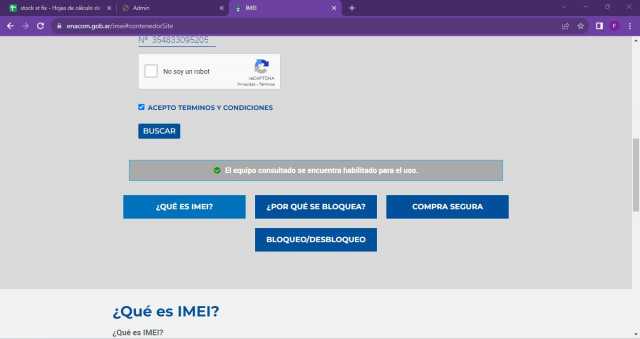 stock st fix - Hojas de cálculo de
Admin
IMEI
enacom.gob.ar/imei#contenedorSite
Nº 354833095205
No soy un robot
reCAPTCHA
Privacidad - Términos
ACEPTO TERMINOS Y CONDICIONES
BUSCAR
El equipo consultado se encuentra habilitado para el uso.
¿QUÉ ES IMEI?
¿POR QUÉ SE BLOQUEA?
COMPRA SEGURA
BLOQUEO/DESBLOQUEO
¿Qué es IMEI?
¿Qué es IMEI?